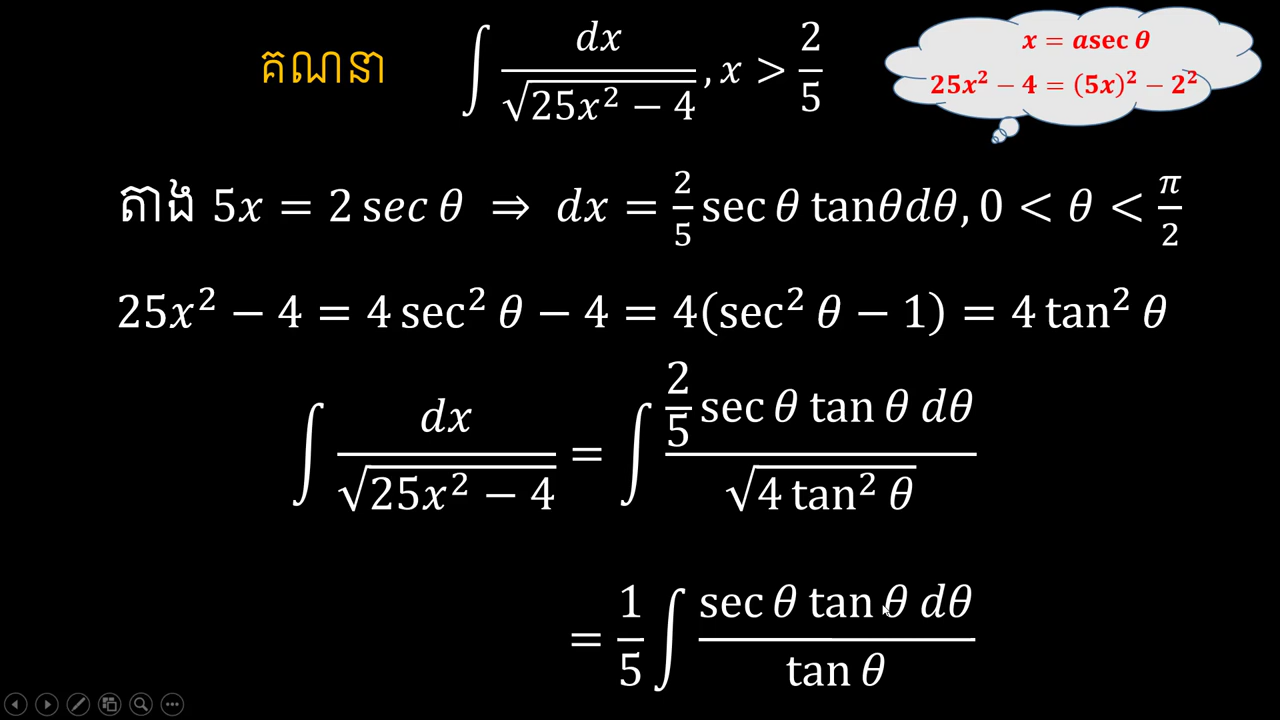 គណនា ∫ dx/√(25x² − 4), x > 2/5
x = a sec θ
25x² − 4 = (5x)² − 2²
តាង 5x = 2 sec θ ⇒ dx = 2/5 sec θ tanθdθ, 0 < θ < π/2
25x² − 4 = 4 sec² θ − 4 = 4(sec² θ − 1) = 4 tan² θ
∫ dx/√(25x² − 4) = ∫ (2/5 sec θ tan θ dθ)/√(4 tan² θ)
= 1/5 ∫ (sec θ tan θ dθ)/(tan θ)